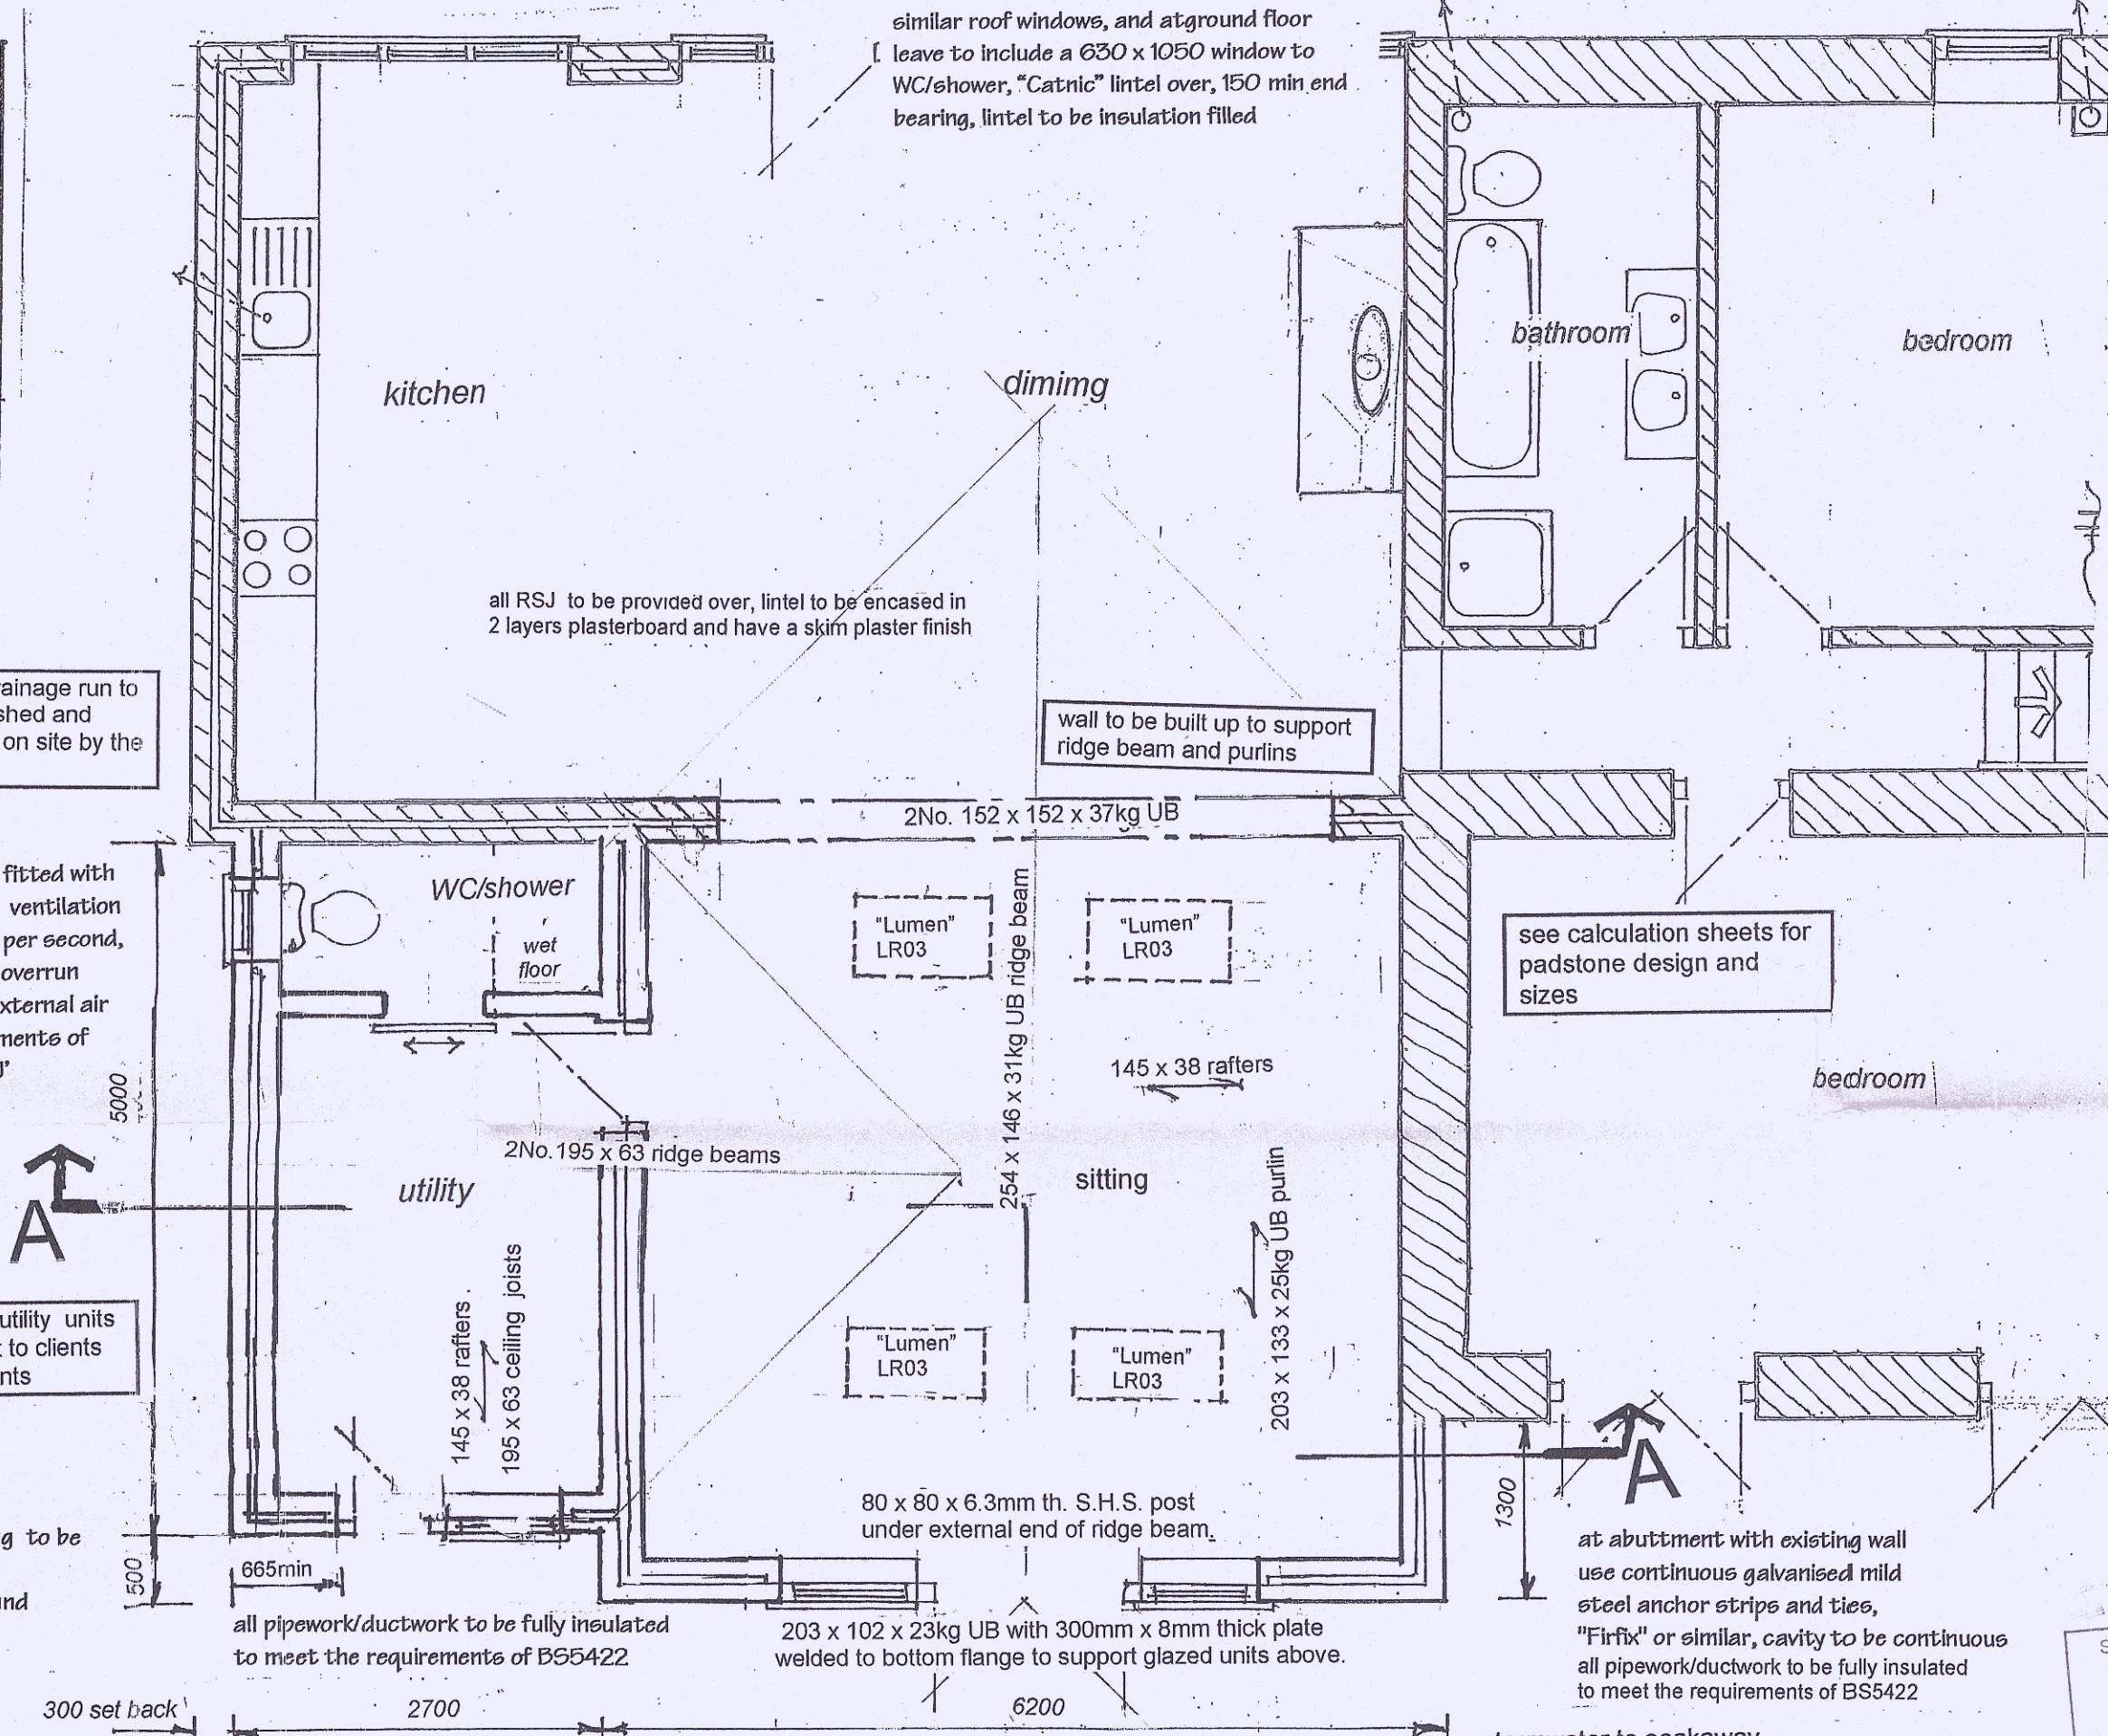 similar roof windows, and atground floor
leave to include a 630 x 1050 window to
WC/shower, "Catnic" lintel over, 150 min end
bearing, lintel to be insulation filled
kitchen
dimimg
bathroom
bedroom
all RSJ to be provided over, lintel to be encased in
2 layers plasterboard and have a skim plaster finish
ainage run to
shed and
on site by the
wall to be built up to support
ridge beam and purlins
2No. 152 x 152 x 37kg UB
fitted with
ventilation
per second,
overrun
xternal air
ments of
WC/shower
wet
floor
"Lumen"
LR03
"Lumen"
LR03
254 x 146 x 31kg UB ridge beam
see calculation sheets for
padstone design and
sizes
5000
145 x 38 rafters
bedroom
2No.195 x 63 ridge beams
utility
sitting
A
203 x 133 x 25kg UB purlin
145 x 38 rafters
195 x 63 ceiling joists
utility units
to clients
nts
"Lumen"
LR03
"Lumen"
LR03
A
80 x 80 x 6.3mm th. S.H.S. post
under external end of ridge beam.
1300
g to be
nd
500
665min
all pipework/ductwork to be fully insulated
to meet the requirements of BS5422
203 x 102 x 23kg UB with 300mm x 8mm thick plate
welded to bottom flange to support glazed units above.
at abuttment with existing wall
use continuous galvanised mild
steel anchor strips and ties,
"Firfix" or similar, cavity to be continuous
all pipework/ductwork to be fully insulated
to meet the requirements of BS5422
300 set back
2700
6200